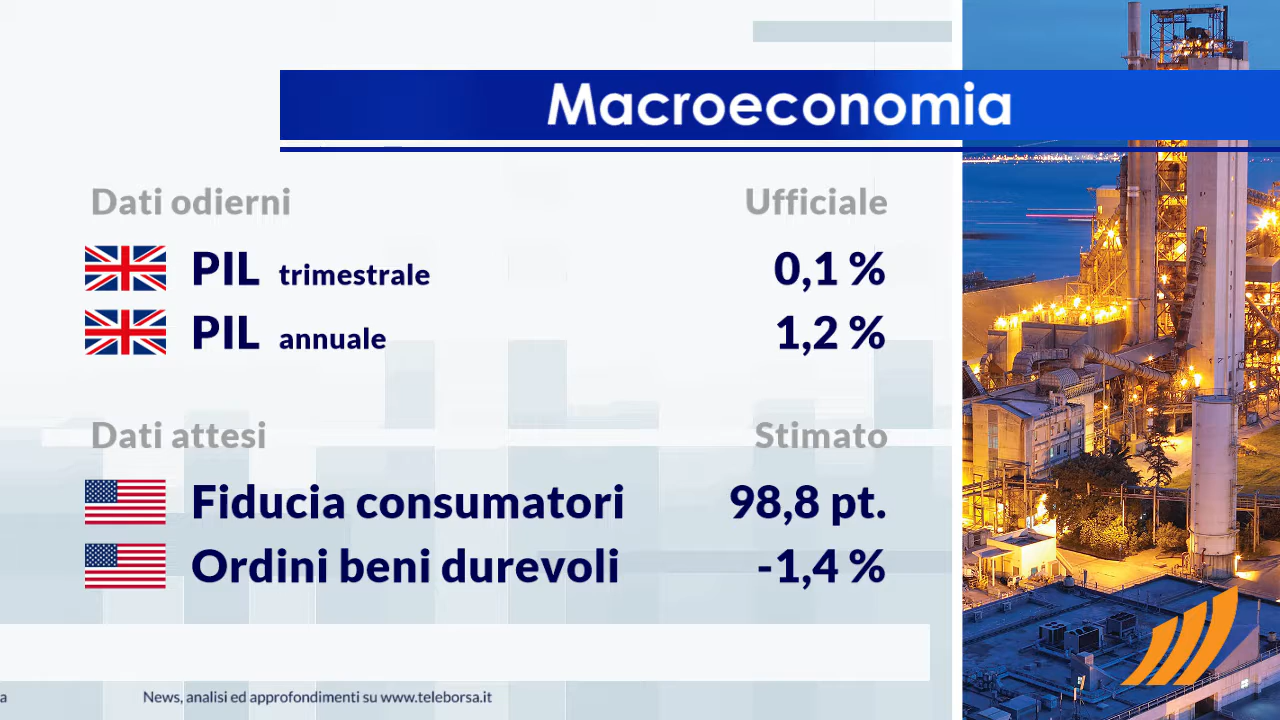 Macroeconomia
Dati odierni Ufficiale
PIL trimestrale 0,1 %
PIL annuale 1,2 %
Dati attesi Stimato
Fiducia consumatori 98,8 pt.
Ordini beni durevoli -1,4 %
a News, analisi ed approfondimenti su www.teleborsa.it